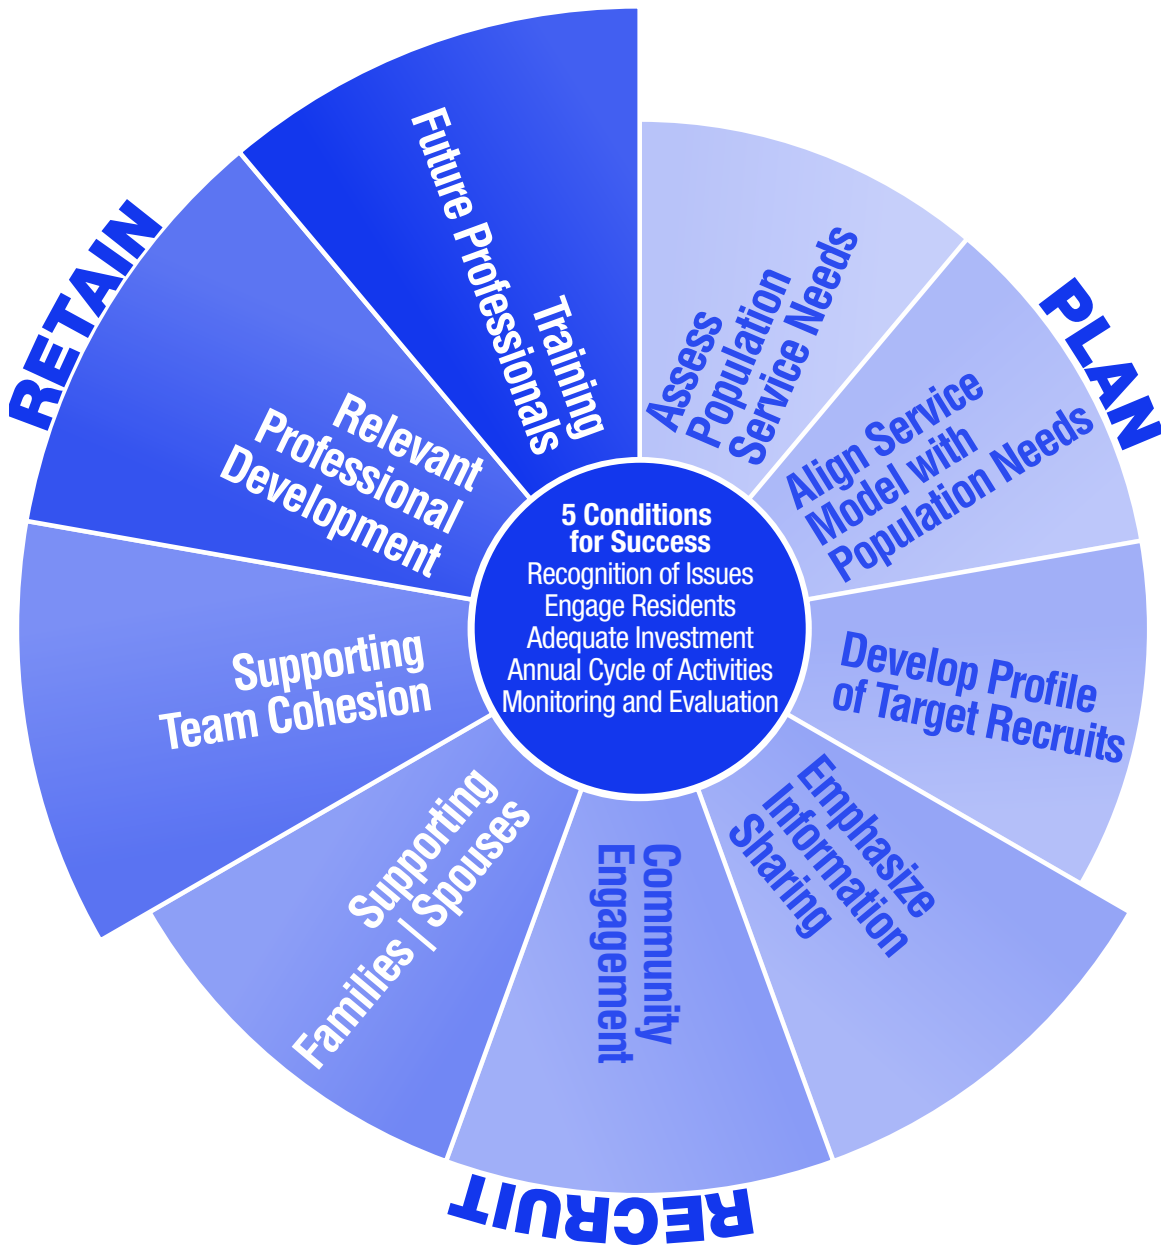 PLAN
Assess
Population
Service Needs
Align Service
Model with
Population Needs
Develop Profile
of Target Recruits
RECRUIT
Emphasize
Information
Sharing
Community
Engagement
Supporting
Families | Spouses
RETAIN
Supporting
Team Cohesion
Relevant
Professional
Development
Training
Future Professionals
5 Conditions
for Success
Recognition of Issues
Engage Residents
Adequate Investment
Annual Cycle of Activities
Monitoring and Evaluation